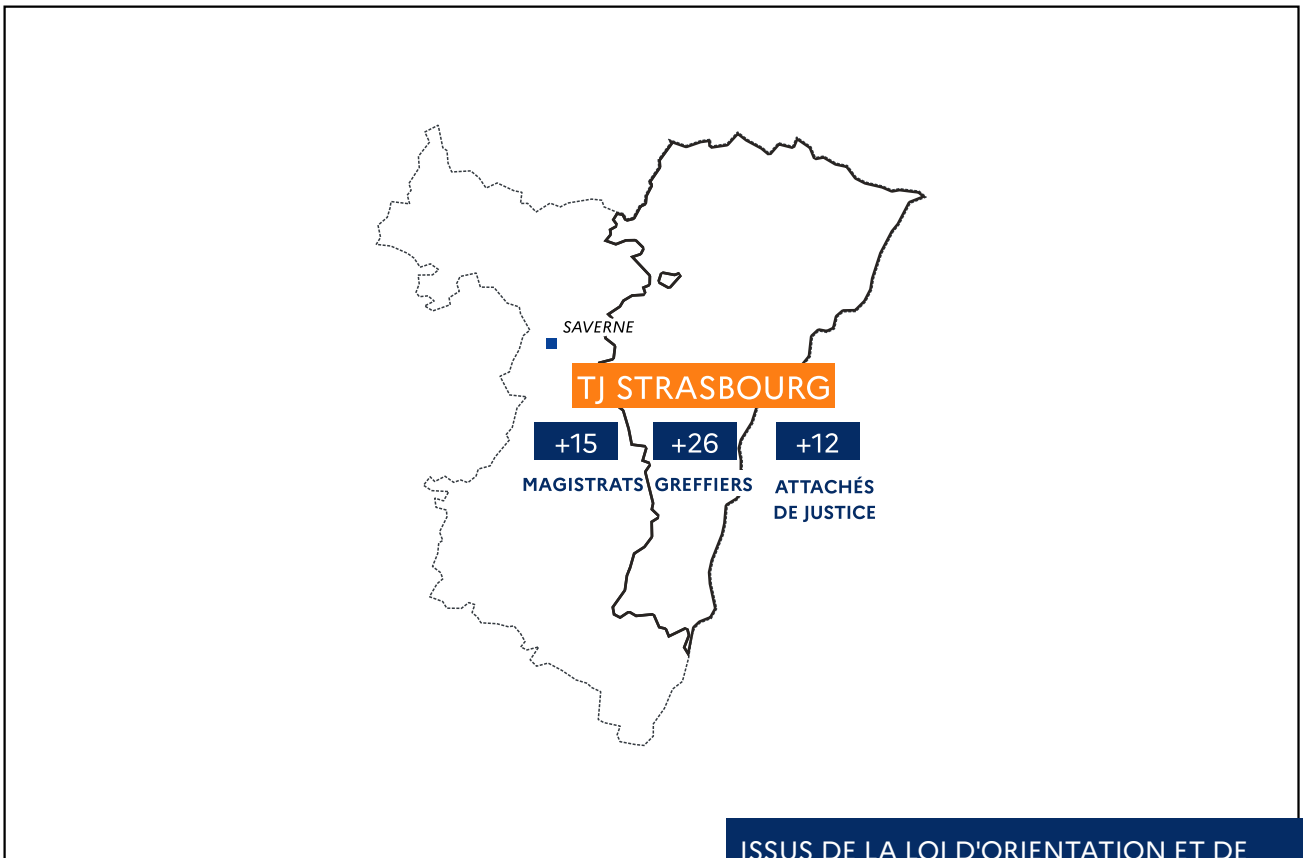 SAVERNE
TJ STRASBOURG
+15
+26
+12
MAGISTRATS
GREFFIERS
ATTACHÉS
DE JUSTICE
ISSUS DE LA LOI D'ORIENTATION ET DE